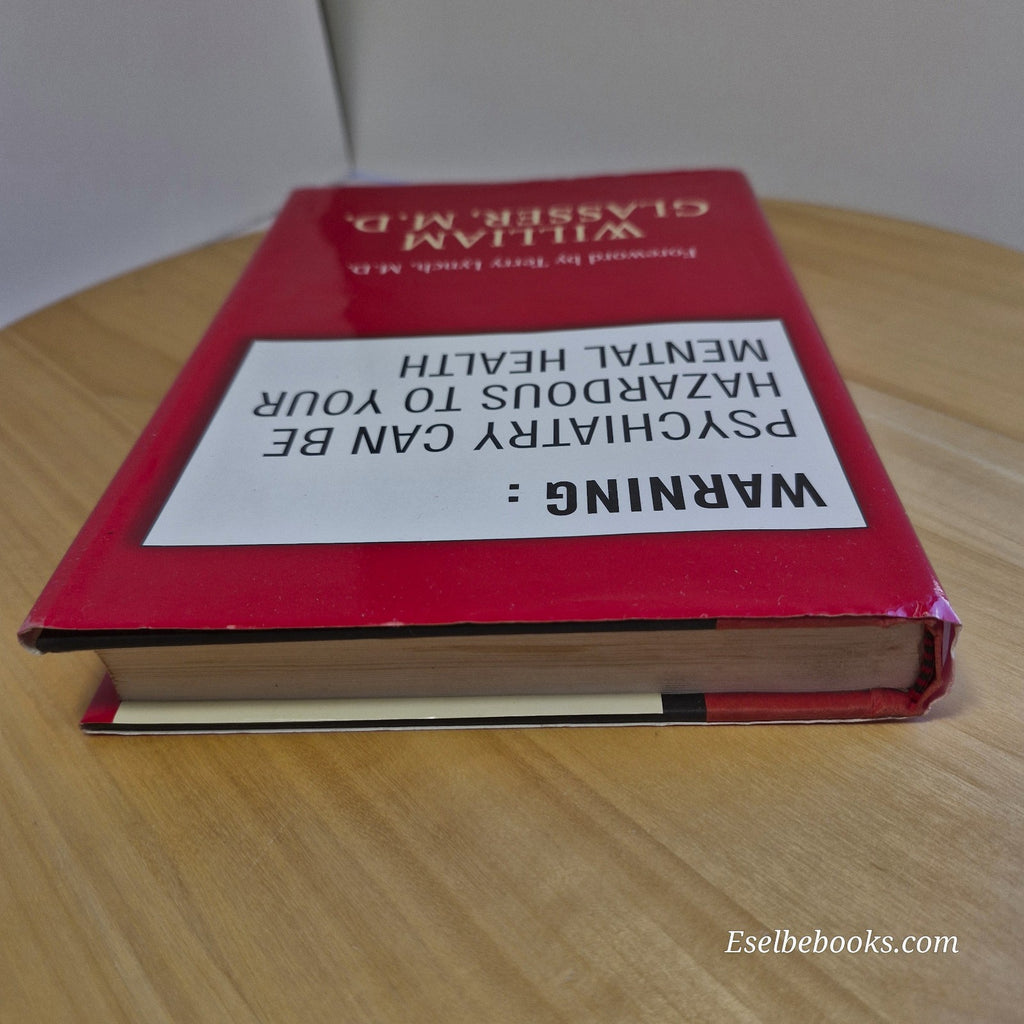 WARNING :
PSYCHIATRY CAN BE
HAZARDOUS TO YOUR
MENTAL HEALTH
Foreword by Terry Lynch, M.D.
WILLIAM
GLASSER, M.D.
Eselbebooks.com